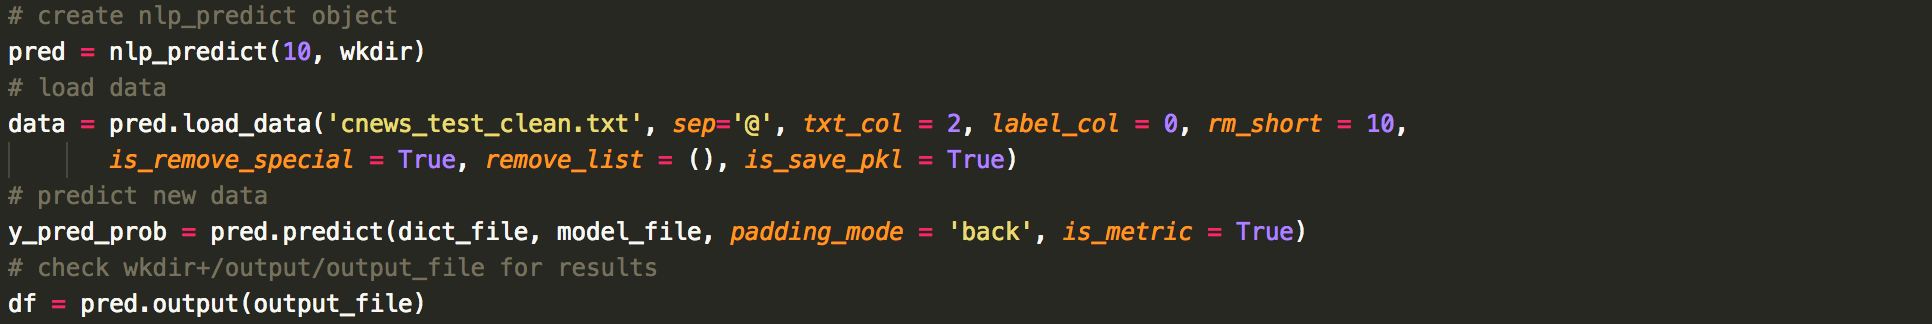 # create nlp_predict object
pred = nlp_predict(10, wkdir)
# load data
data = pred.load_data('cnews_test_clean.txt', sep='@', txt_col = 2, label_col = 0, rm_short = 10,
is_remove_special = True, remove_list = (), is_save_pkl = True)
# predict new data
y_pred_prob = pred.predict(dict_file, model_file, padding_mode = 'back', is_metric = True)
# check wkdir+/output/output_file for results
df = pred.output(output_file)